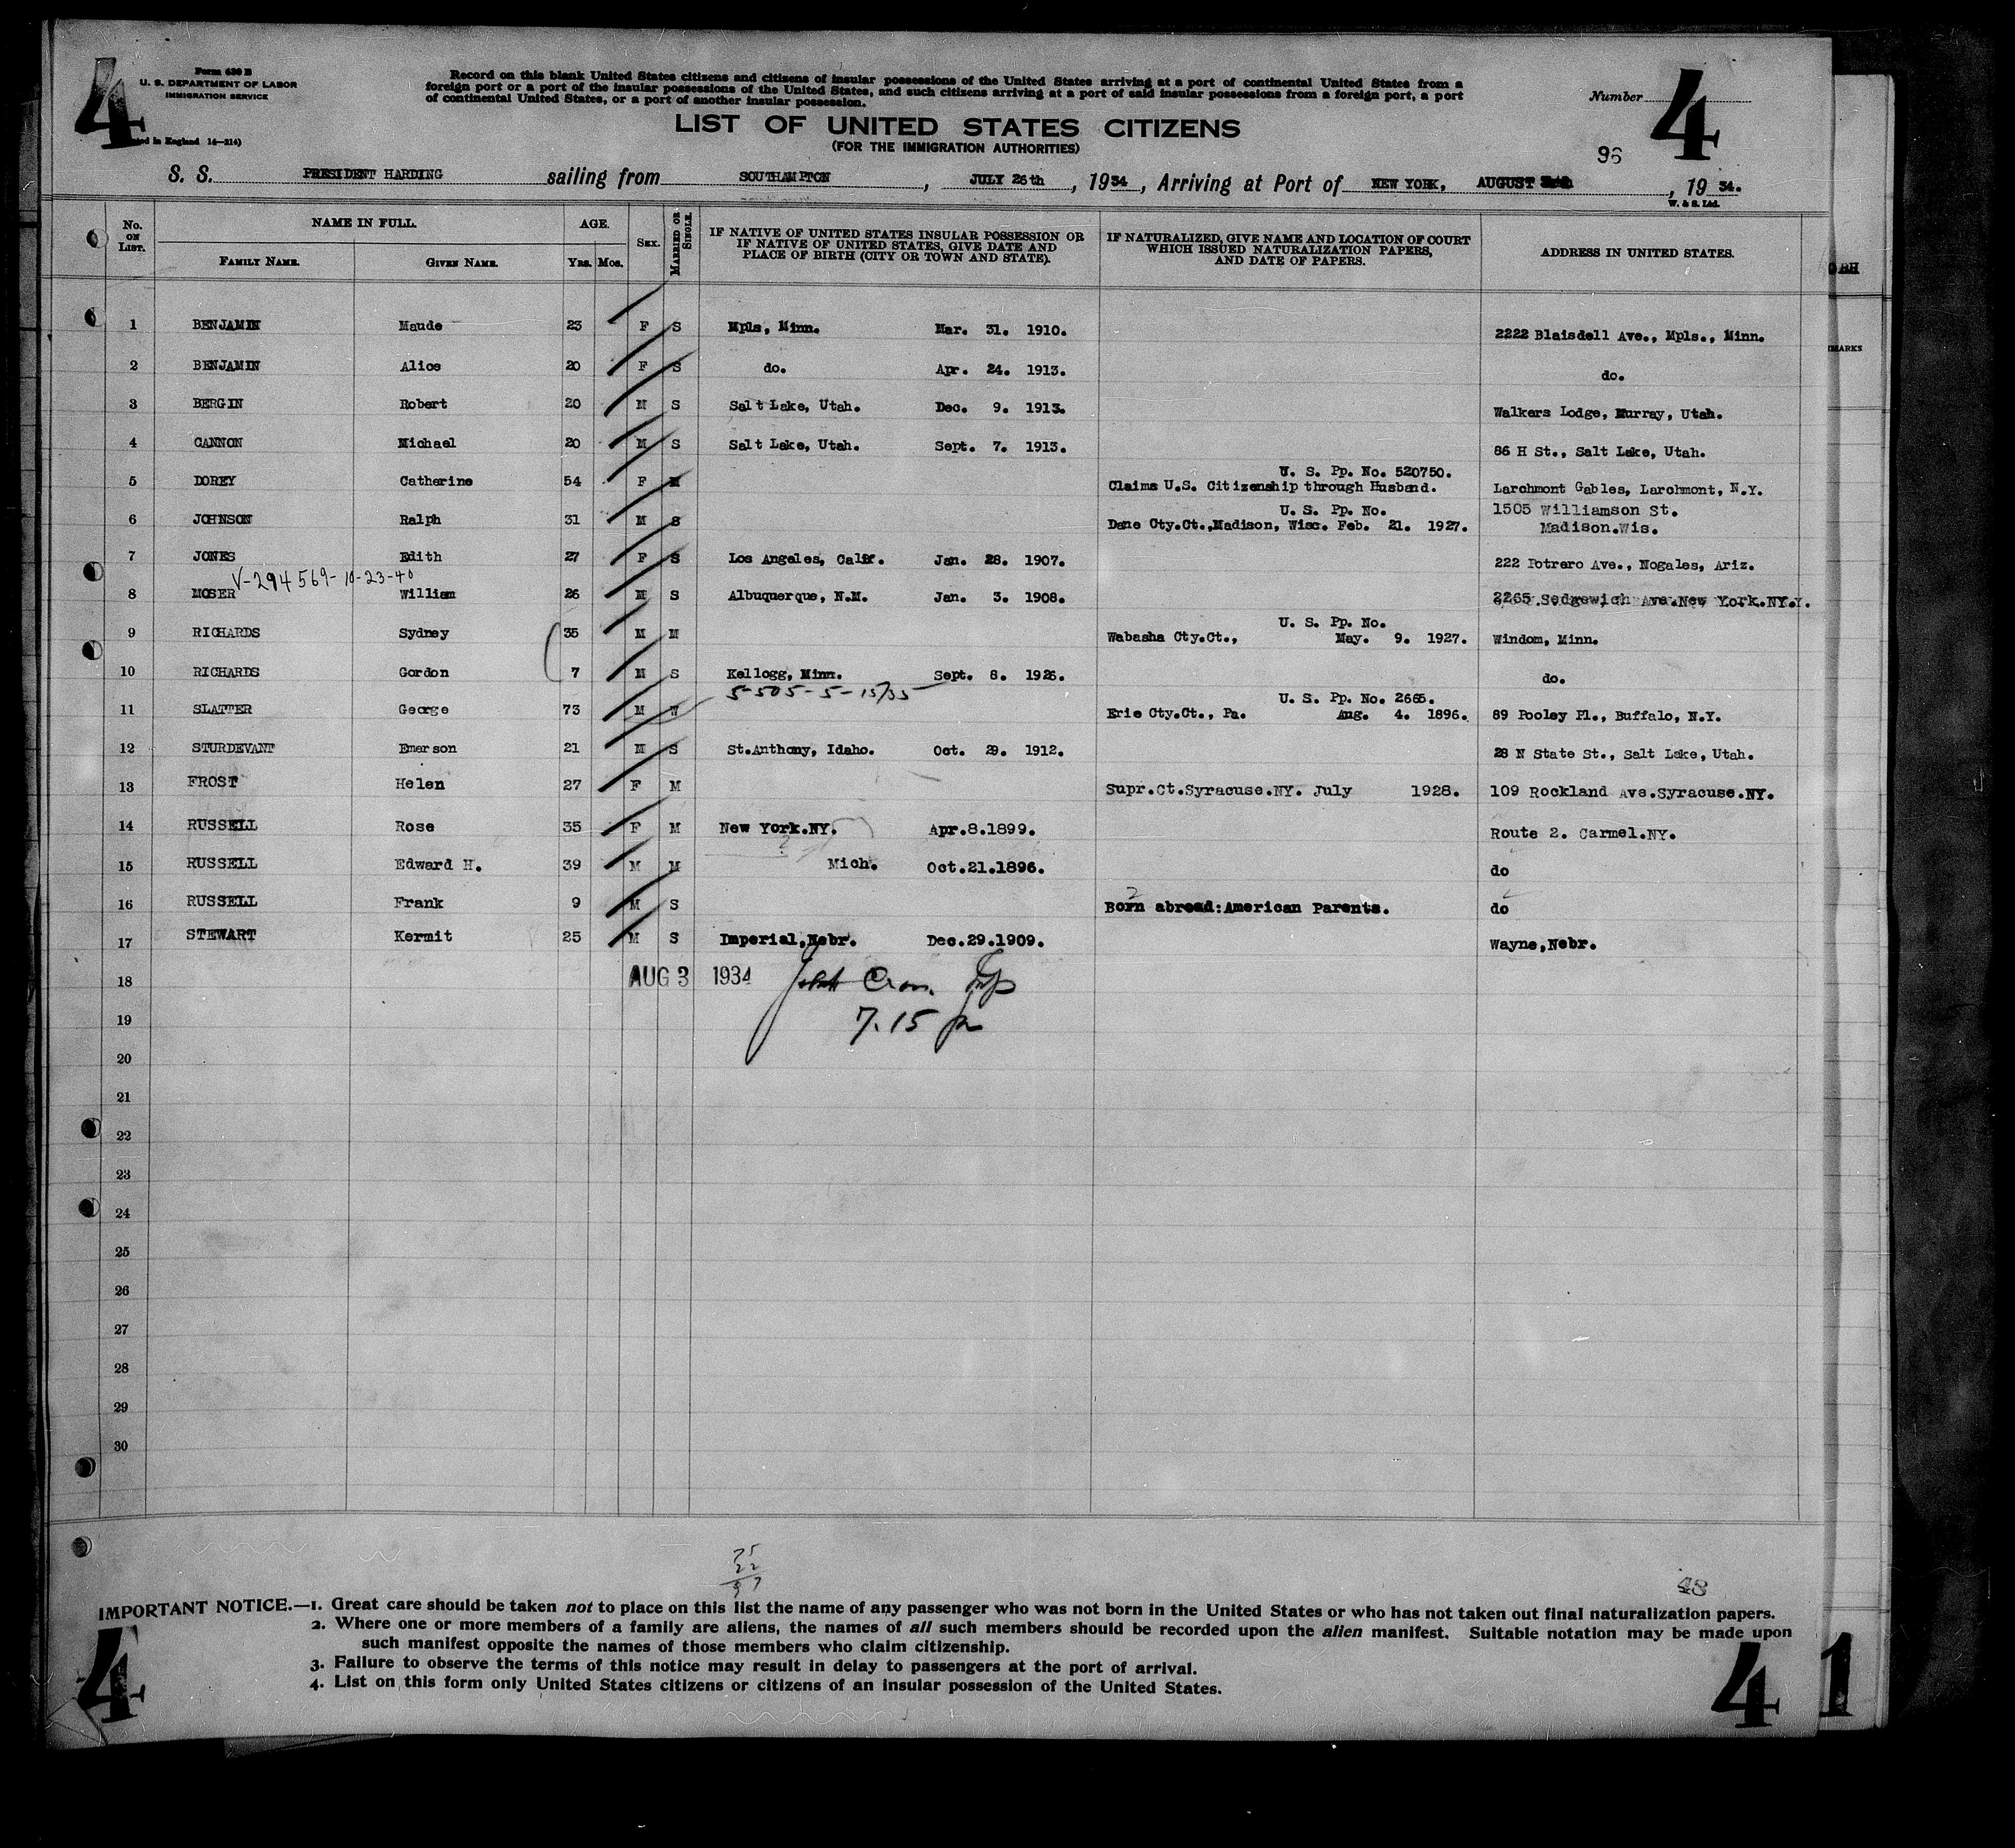 4
Form 630 B
U. S. DEPARTMENT OF LABOR
IMMIGRATION SERVICE
in England 14—214)
Record on this blank United States citizens and citizens of insular possessions of the United States arriving at a port of continental United States from a
foreign port or a port of the insular possessions of the United States, and such citizens arriving at a port of said insular possessions from a foreign port, a port
of continental United States, or a port of another insular possession.
Number
4
LIST OF UNITED STATES CITIZENS
(FOR THE IMMIGRATION AUTHORITIES)
96
S. S. PRESIDENT HARDING sailing from SOUTHAMPTON, JULY 26th, 1934, Arriving at Port of NEW YORK, AUGUST, 1934.
W. & S. Ltd.
No. ON LIST. NAME IN FULL. FAMILY NAME. GIVEN NAME. AGE. YRS. MOS. SEX. MARRIED OR SINGLE. IF NATIVE OF UNITED STATES INSULAR POSSESSION OR IF NATIVE OF UNITED STATES, GIVE DATE AND PLACE OF BIRTH (CITY OR TOWN AND STATE). IF NATURALIZED, GIVE NAME AND LOCATION OF COURT WHICH ISSUED NATURALIZATION PAPERS, AND DATE OF PAPERS. ADDRESS IN UNITED STATES.
1 BENJAMIN Maude 23 F S Mpls, Minn. Mar. 31. 1910. 2222 Blaisdell Ave., Mpls., Minn.
2 BENJAMIN Alice 20 F S do. Apr. 24. 1913. do.
3 BERGIN Robert 20 M S Salt Lake, Utah. Dec. 9. 1913. Walkers Lodge, Murray, Utah.
4 CANNON Michael 20 M S Salt Lake, Utah. Sept. 7. 1913. 86 H St., Salt Lake, Utah.
U. S. Pp. No. 520750.
5 DOREY Catherine 54 F M Claims U.S. Citizenship through Husband. Larchmont Gables, Larchmont, N.Y.
U. S. Pp. No. 1505 Williamson St.
6 JOHNSON Ralph 31 M S Dane Cty.Ct.,Madison, Wisc. Feb. 21. 1927. Madison.Wis.
7 JONES Edith 27 F S Los Angeles, Calif. Jan. 28. 1907. 222 Potrero Ave., Nogales, Ariz.
V-294569-10-23-40
8 MOSER William 26 M S Albuquerque, N.M. Jan. 3. 1908. 2265 Sedgewich Ave.New York.NY.Y.
U. S. Pp. No.
9 RICHARDS Sydney 35 M M Wabasha Cty.Ct., May. 9. 1927. Windom, Minn.
10 RICHARDS Gordon 7 M S Kellogg, Minn. Sept. 8. 1926. do.
5-505-5-15/35
U. S. Pp. No. 2665.
11 SLATTER George 73 M W Erie Cty.Ct., Pa. Aug. 4. 1896. 89 Pooley Pl., Buffalo, N.Y.
12 STURDEVANT Emerson 21 M S St.Anthony, Idaho. Oct. 29. 1912. 28 N State St., Salt Lake, Utah.
13 FROST Helen 27 F M Supr.Ct.Syracuse.NY. July 1928. 109 Rockland Ave.Syracuse.NY.
14 RUSSELL Rose 35 F M New York.NY. Apr.8.1899. Route 2. Carmel.NY.
15 RUSSELL Edward H. 39 M M Mich. Oct.21.1896. do
16 RUSSELL Frank 9 M S Born abroad:American Parents. do
17 STEWART Kermit 25 M S Imperial,Nebr. Dec.29.1909. Wayne,Nebr.
18 AUG 3 1934
19 7.15
20
21
22
23
24
25
26
27
28
29
30
75
22
97
48
IMPORTANT NOTICE.—1. Great care should be taken not to place on this list the name of any passenger who was not born in the United States or who has not taken out final naturalization papers.
2. Where one or more members of a family are aliens, the names of all such members should be recorded upon the alien manifest. Suitable notation may be made upon
such manifest opposite the names of those members who claim citizenship.
3. Failure to observe the terms of this notice may result in delay to passengers at the port of arrival.
4. List on this form only United States citizens or citizens of an insular possession of the United States.
4
4
1